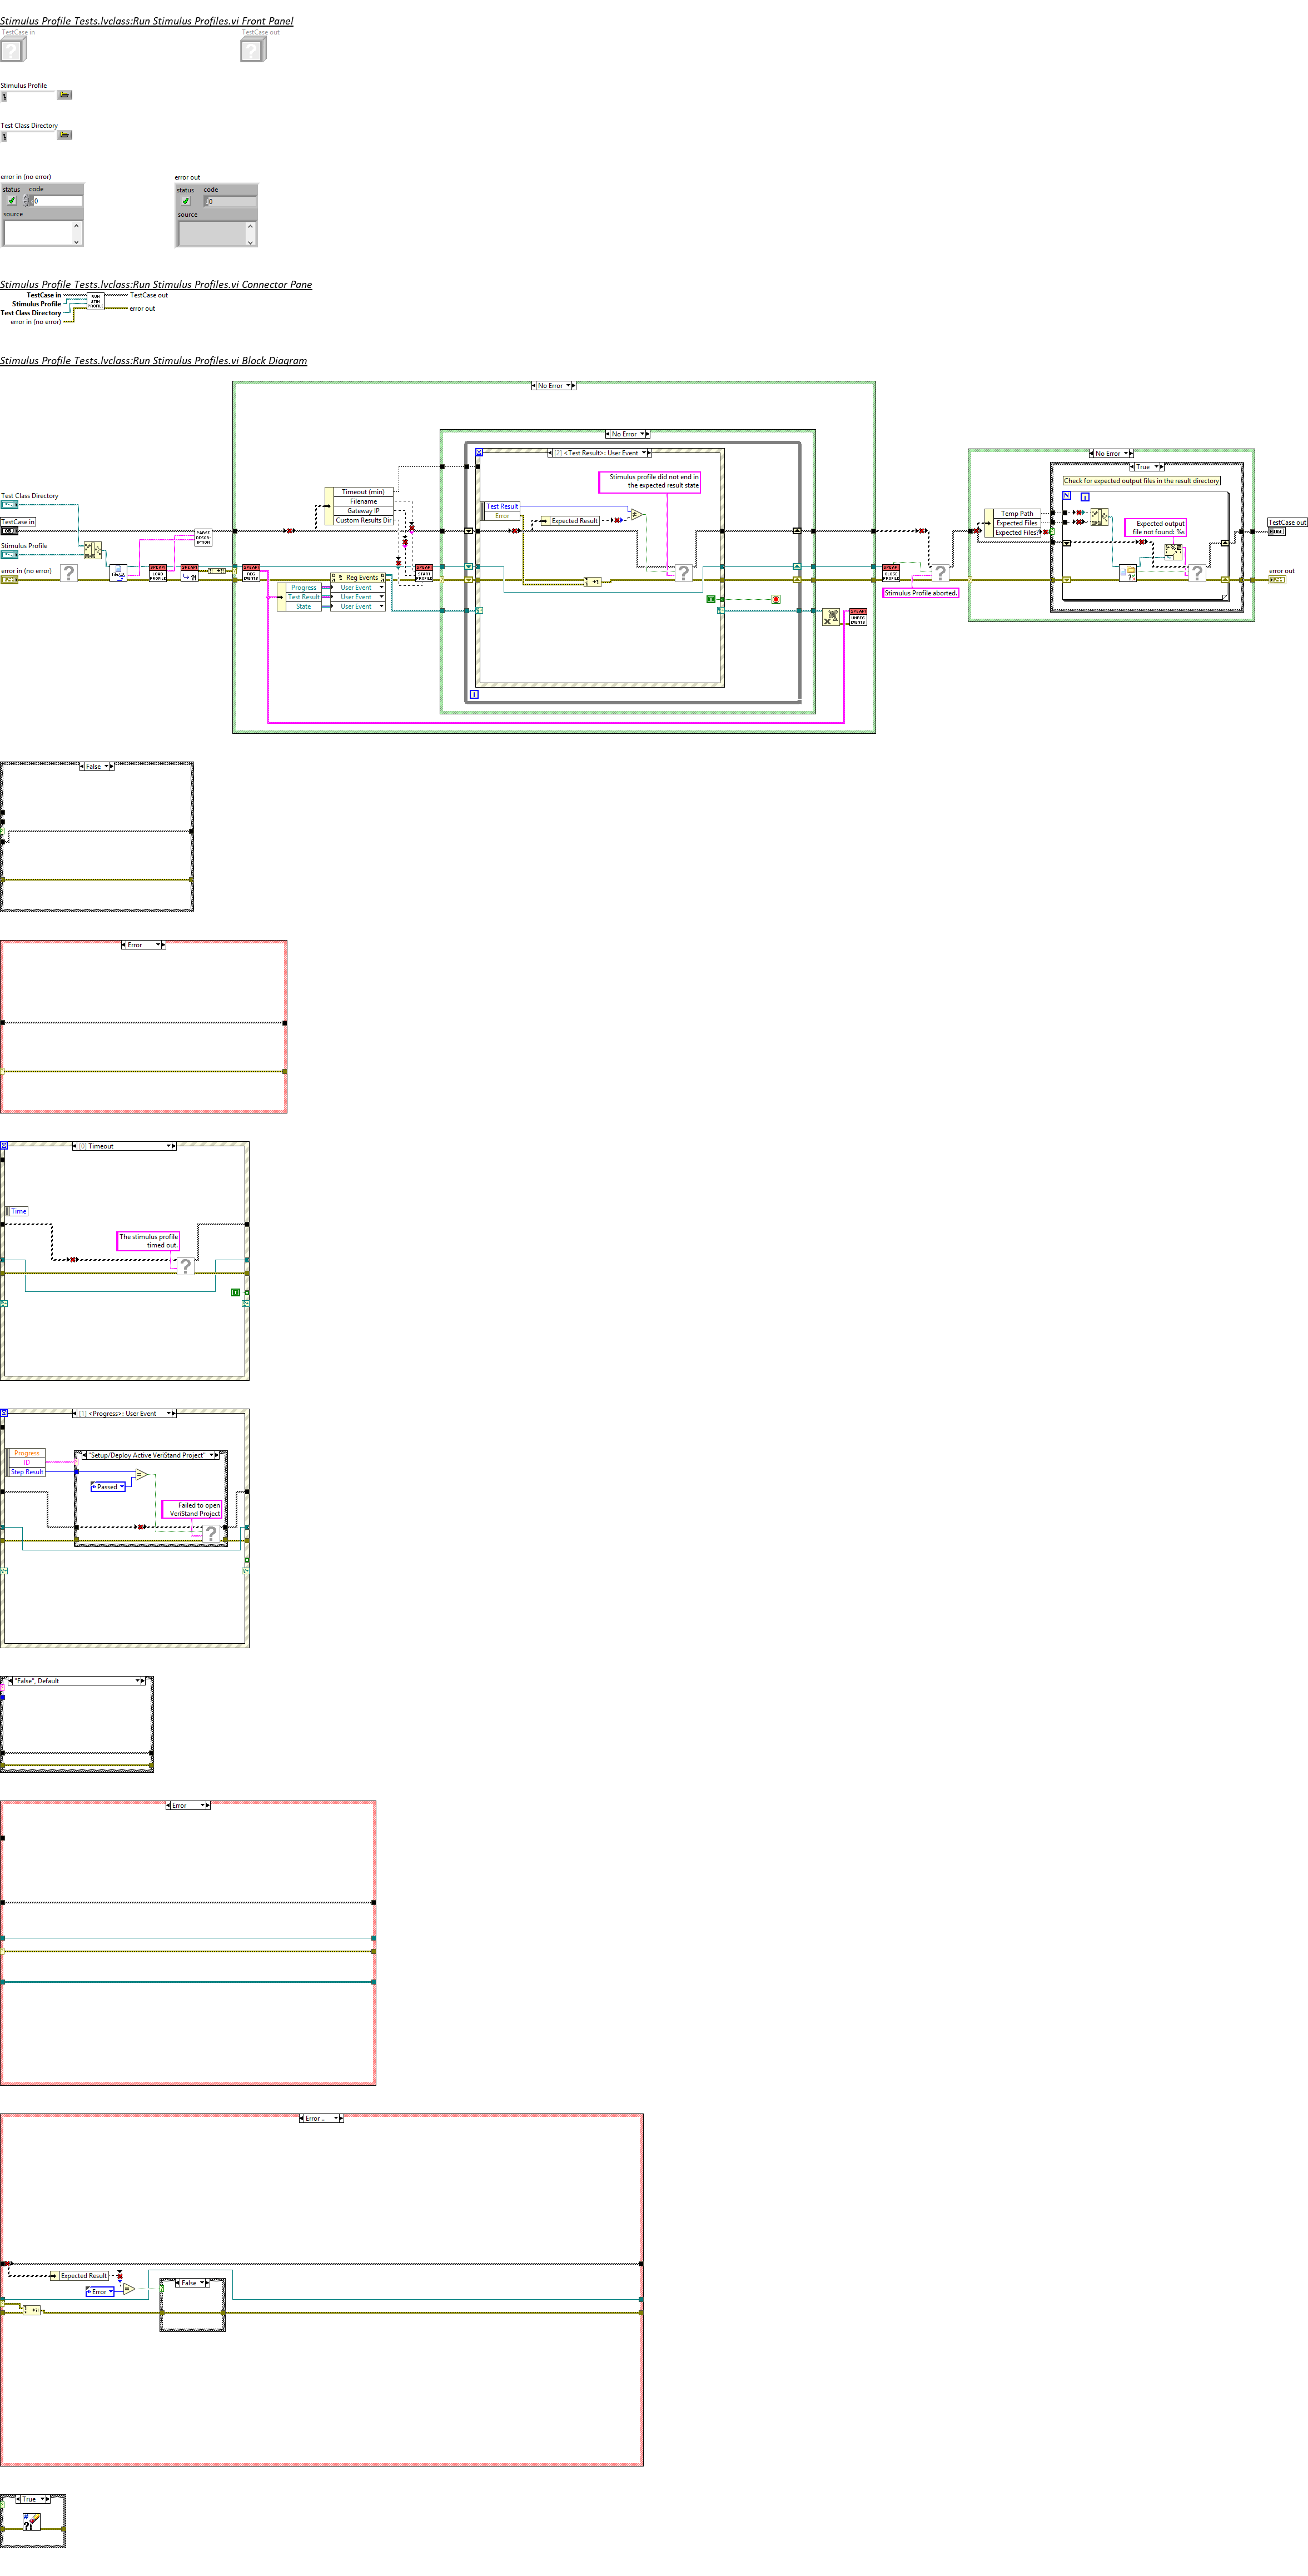 Stimulus Profile Tests.lvclass:Run Stimulus Profiles.vi Front Panel
TestCase in
TestCase out
Stimulus Profile
Test Class Directory
error in (no error)
status
code
0
source
error out
status
code
0
source
Stimulus Profile Tests.lvclass:Run Stimulus Profiles.vi Connector Pane
TestCase in
Stimulus Profile
Test Class Directory
error in (no error)
RUN
STIM
PROFILE
TestCase out
error out
Stimulus Profile Tests.lvclass:Run Stimulus Profiles.vi Block Diagram
No Error
No Error
[2] <Test Result>: User Event
Stimulus profile did not end in
the expected result state
Test Result
Error
Expected Result
Timeout (min)
Filename
Gateway IP
Custom Results Dir
Test Class Directory
TestCase in
OBJ
Stimulus Profile
error in (no error)
PARSE
DESCR-
IPTION
LOAD
PROFILE
REG
EVENTS
Reg Events
Progress
User Event
Test Result
User Event
State
User Event
START
PROFILE
i
UNREG
EVENTS
CLOSE
PROFILE
Stimulus Profile aborted.
No Error
True
Check for expected output files in the result directory
N
i
Temp Path
Expected Files
Expected Files?
Expected output
file not found: %s
TestCase out
OBJ
error out
False
Error
[0] Timeout
Time
The stimulus profile
timed out.
[1] <Progress>: User Event
Progress
ID
Step Result
"Setup/Deploy Active VeriStand Project"
Passed
Failed to open
VeriStand Project
"False", Default
Error
Error
Expected Result
Error
False
True